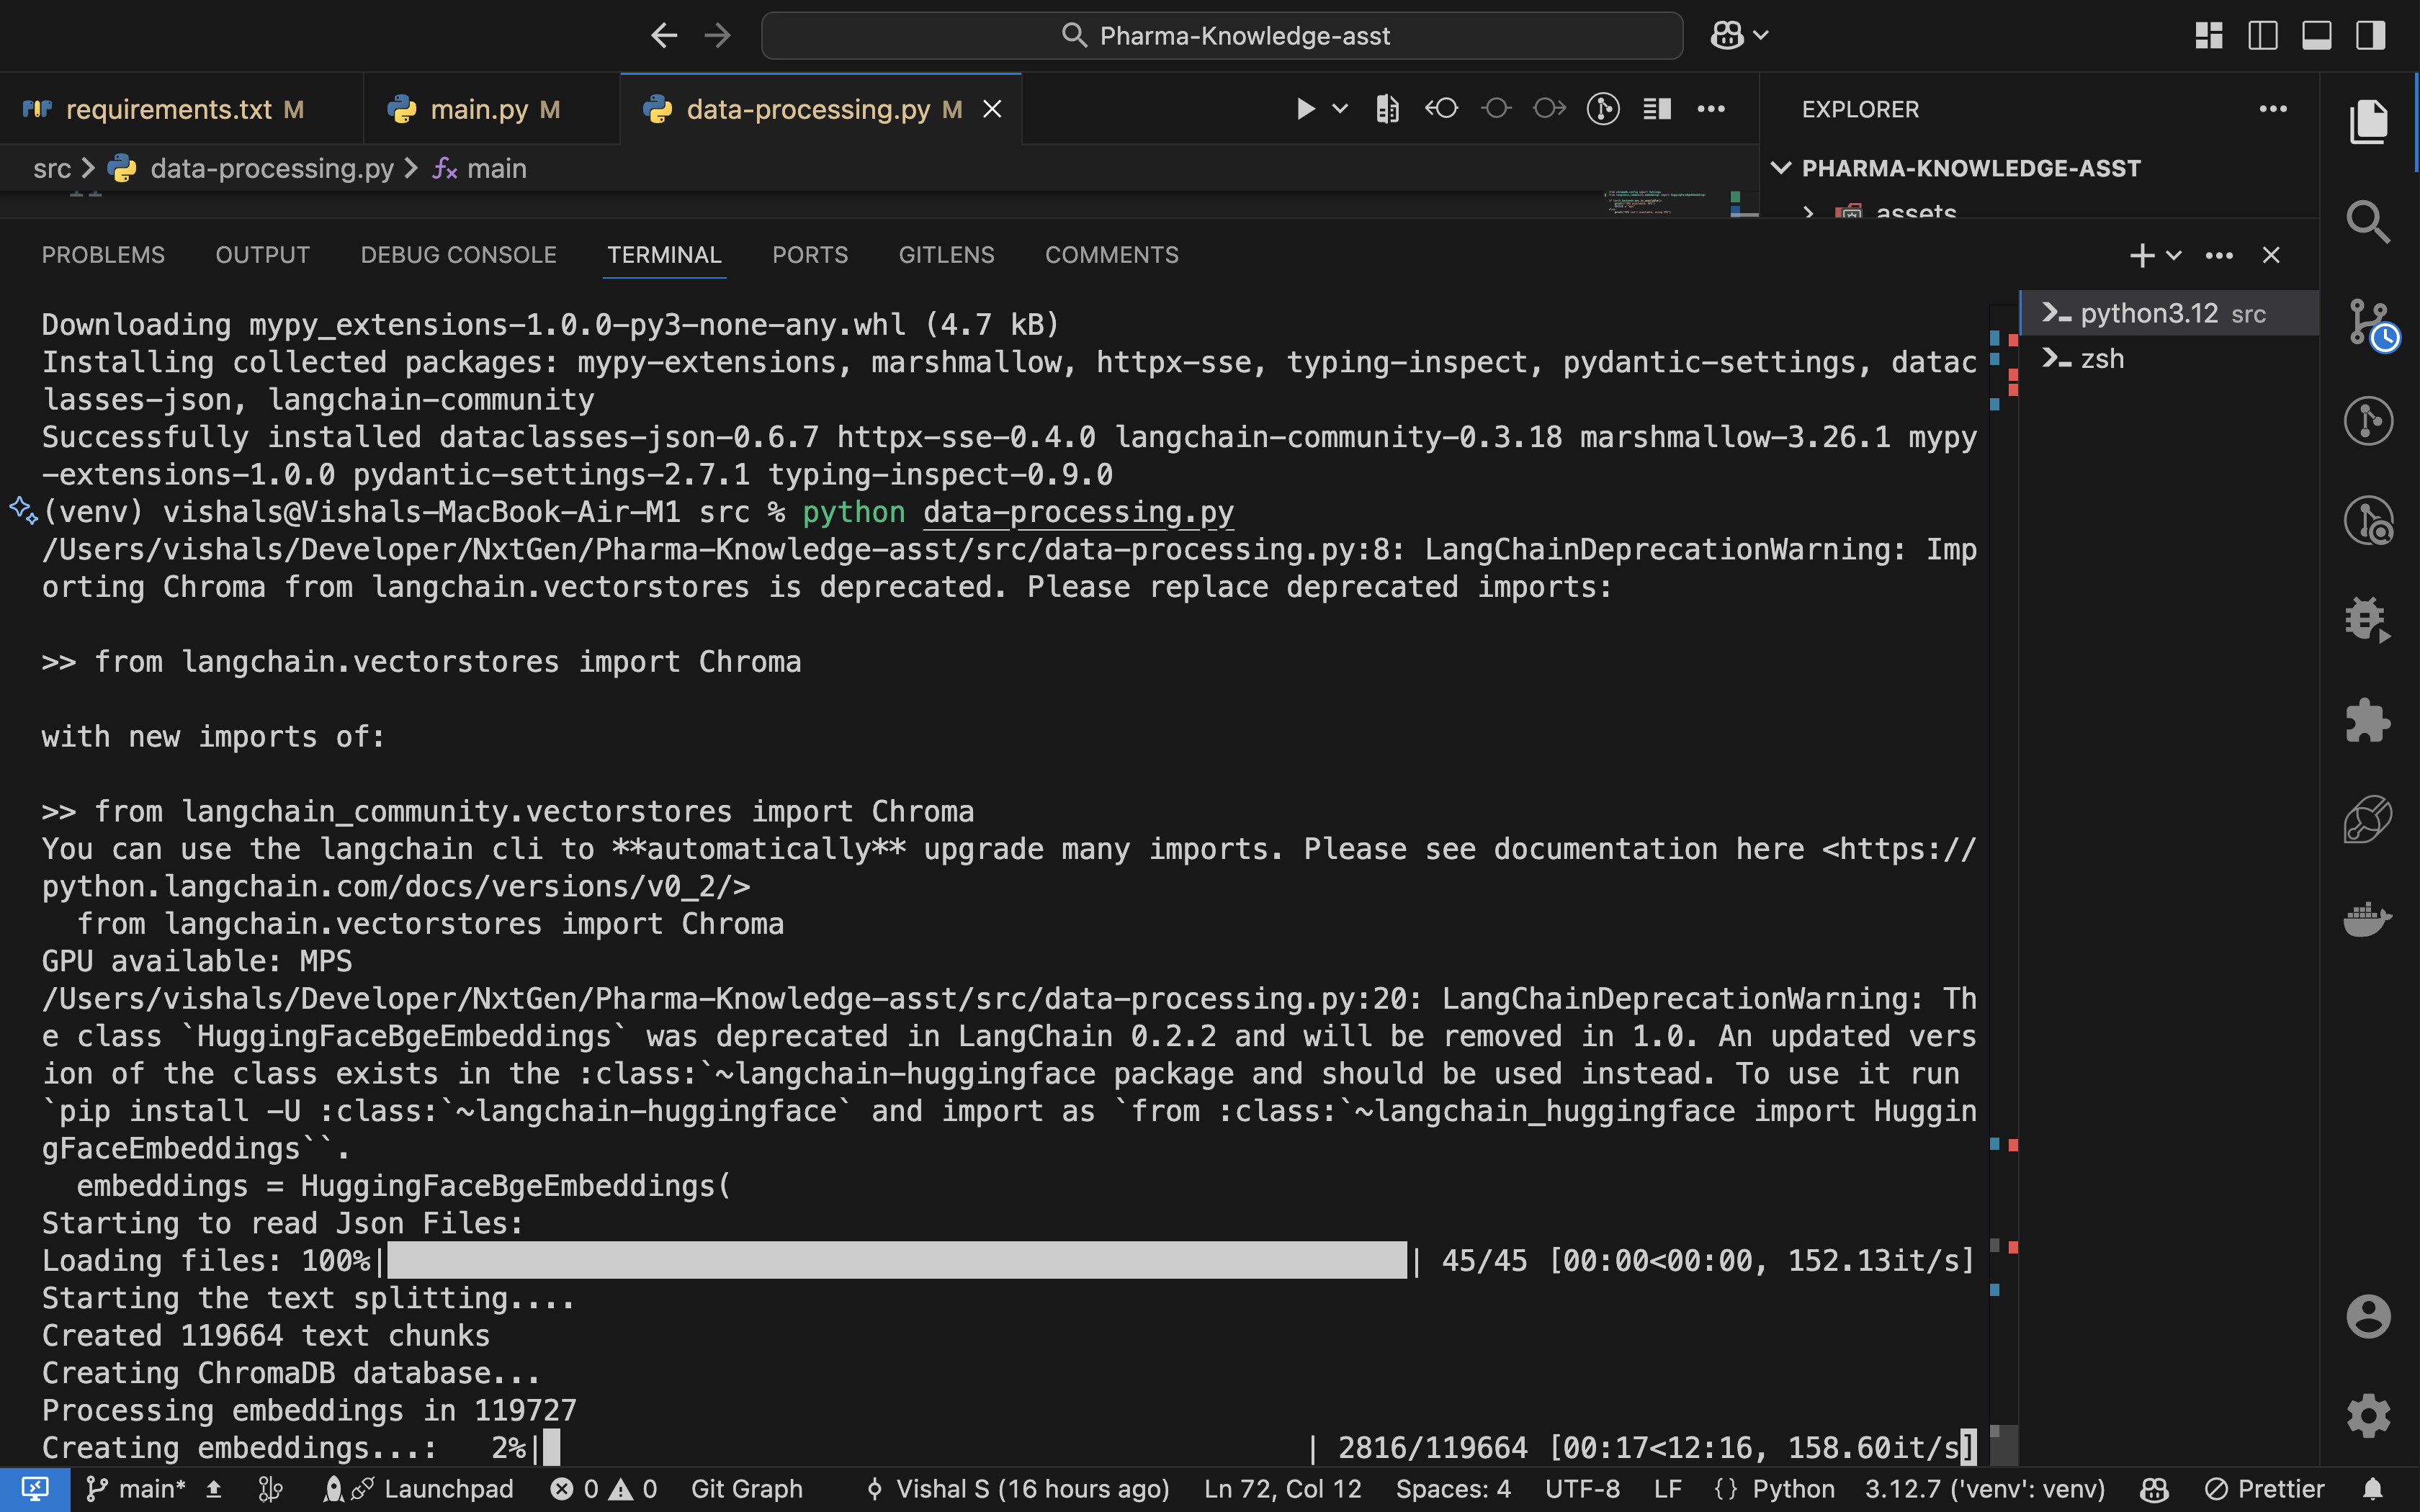 Pharma-Knowledge-asst
requirements.txt M
main.py M
data-processing.py M
EXPLORER
src > data-processing.py > main
PHARMA-KNOWLEDGE-ASST
11
assets
PROBLEMS OUTPUT DEBUG CONSOLE TERMINAL PORTS GITLENS COMMENTS
python3.12 src
zsh
Downloading mypy_extensions-1.0.0-py3-none-any.whl (4.7 kB)
Installing collected packages: mypy-extensions, marshmallow, httpx-sse, typing-inspect, pydantic-settings, datac
lasses-json, langchain-community
Successfully installed dataclasses-json-0.6.7 httpx-sse-0.4.0 langchain-community-0.3.18 marshmallow-3.26.1 mypy
-extensions-1.0.0 pydantic-settings-2.7.1 typing-inspect-0.9.0
(venv) vishals@Vishals-MacBook-Air-M1 src % python data-processing.py
/Users/vishals/Developer/NxtGen/Pharma-Knowledge-asst/src/data-processing.py:8: LangChainDeprecationWarning: Imp
orting Chroma from langchain.vectorstores is deprecated. Please replace deprecated imports:
>> from langchain.vectorstores import Chroma
with new imports of:
>> from langchain_community.vectorstores import Chroma
You can use the langchain cli to **automatically** upgrade many imports. Please see documentation here <https://
python.langchain.com/docs/versions/v0_2/>
from langchain.vectorstores import Chroma
GPU available: MPS
/Users/vishals/Developer/NxtGen/Pharma-Knowledge-asst/src/data-processing.py:20: LangChainDeprecationWarning: Th
e class `HuggingFaceBgeEmbeddings` was deprecated in LangChain 0.2.2 and will be removed in 1.0. An updated vers
ion of the class exists in the :class:`~langchain-huggingface package and should be used instead. To use it run
`pip install -U :class:`~langchain-huggingface` and import as `from :class:`~langchain_huggingface import Huggin
gFaceEmbeddings``.
embeddings = HuggingFaceBgeEmbeddings(
Starting to read Json Files:
Loading files: 100%| | 45/45 [00:00<00:00, 152.13it/s]
Starting the text splitting....
Created 119664 text chunks
Creating ChromaDB database...
Processing embeddings in 119727
Creating embeddings...: 2%| | 2816/119664 [00:17<12:16, 158.60it/s]
main* Launchpad 0 0 Git Graph Vishal S (16 hours ago) Ln 72, Col 12 Spaces: 4 UTF-8 LF {} Python 3.12.7 ('venv': venv) Prettier